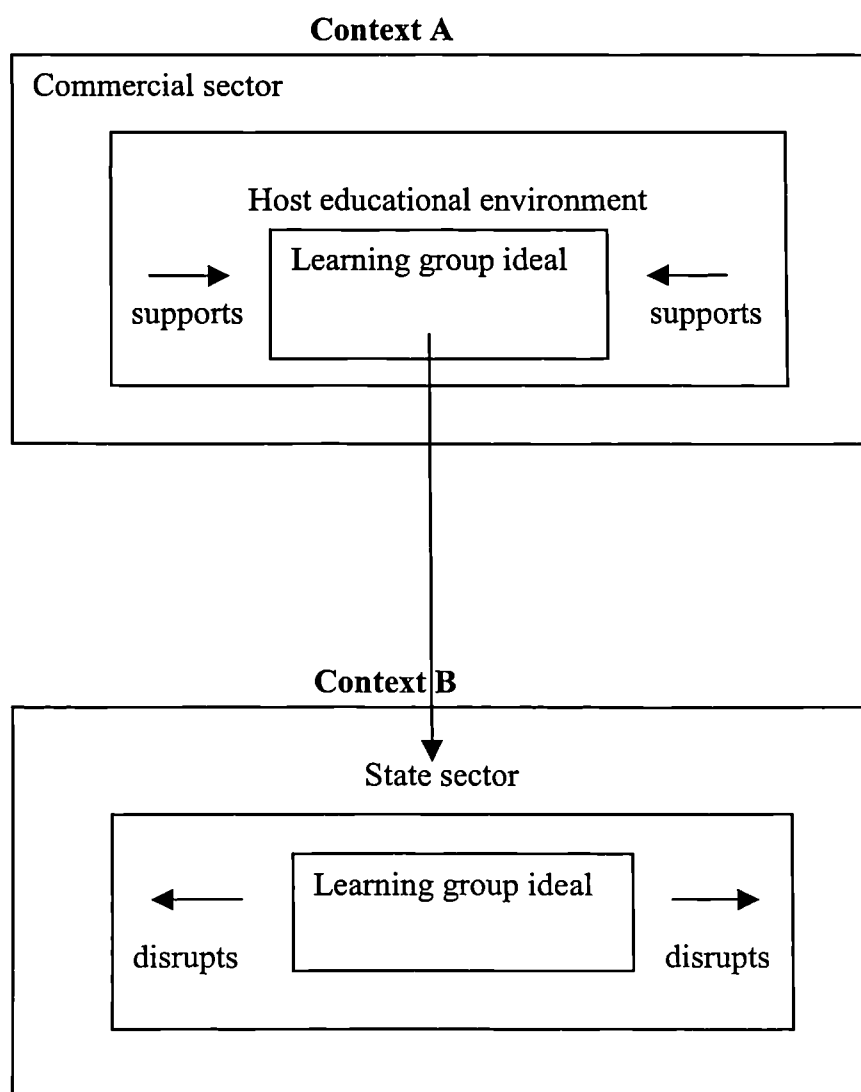 Context A
Commercial sector
Host educational environment
Learning group ideal
supports
supports
Context B
State sector
Learning group ideal
disrupts
disrupts